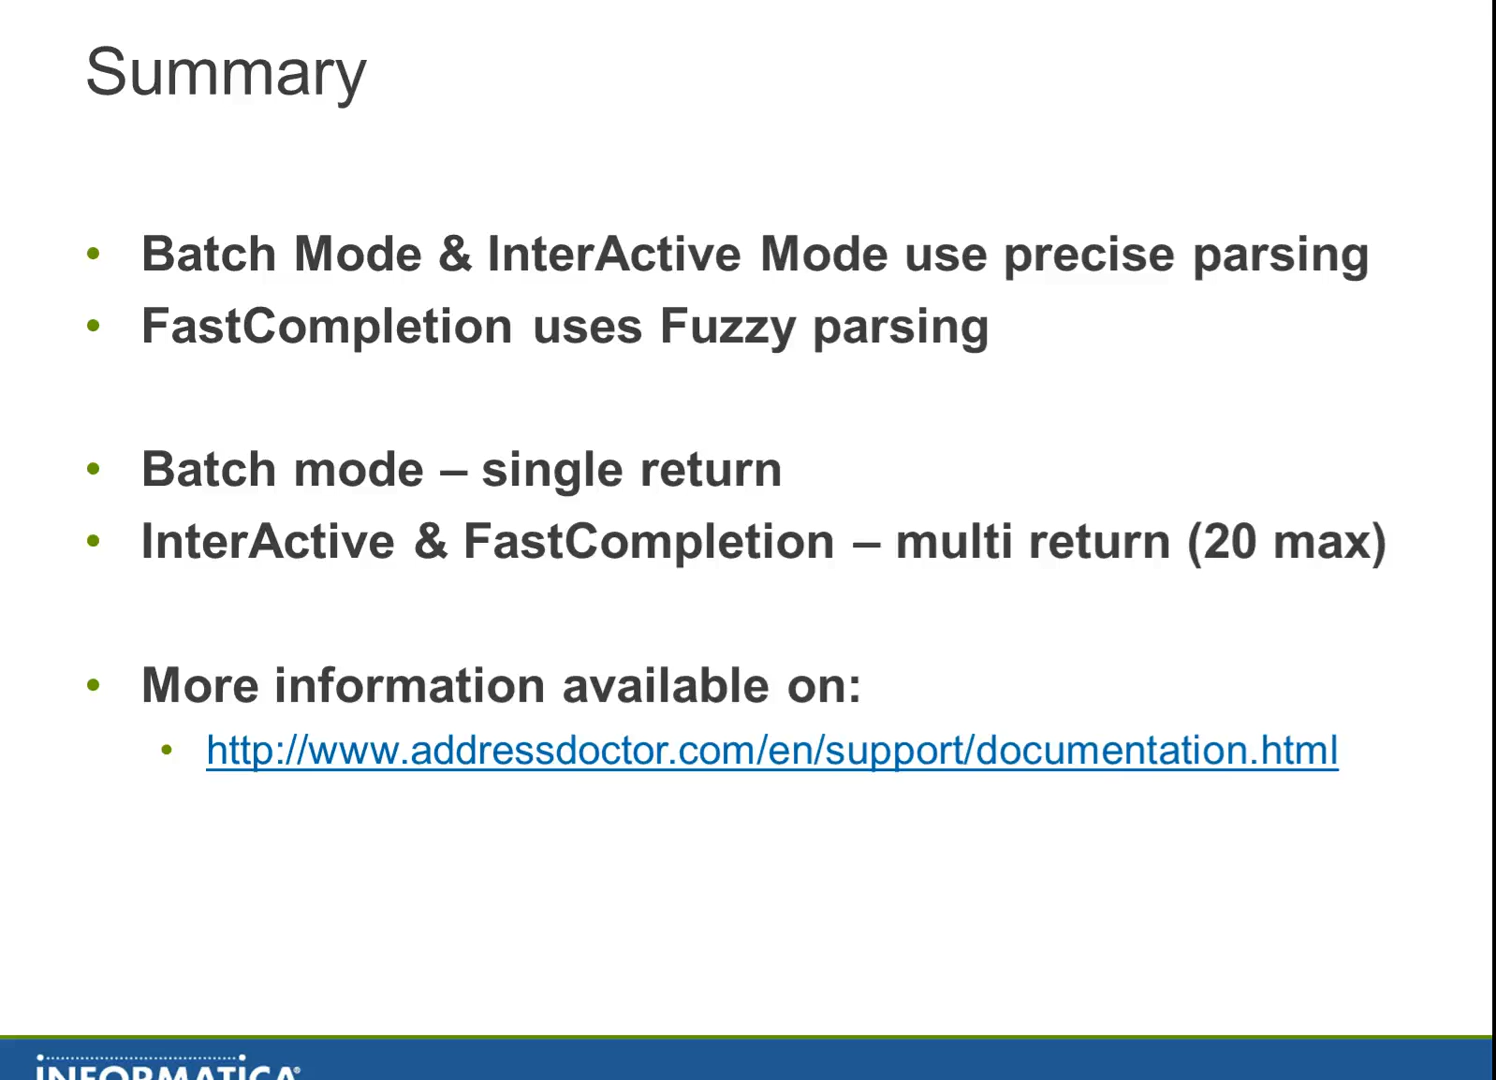 Summary
• Batch Mode & InterActive Mode use precise parsing
• FastCompletion uses Fuzzy parsing
• Batch mode – single return
• InterActive & FastCompletion – multi return (20 max)
• More information available on:
• http://www.addressdoctor.com/en/support/documentation.html
INFORMATICA®